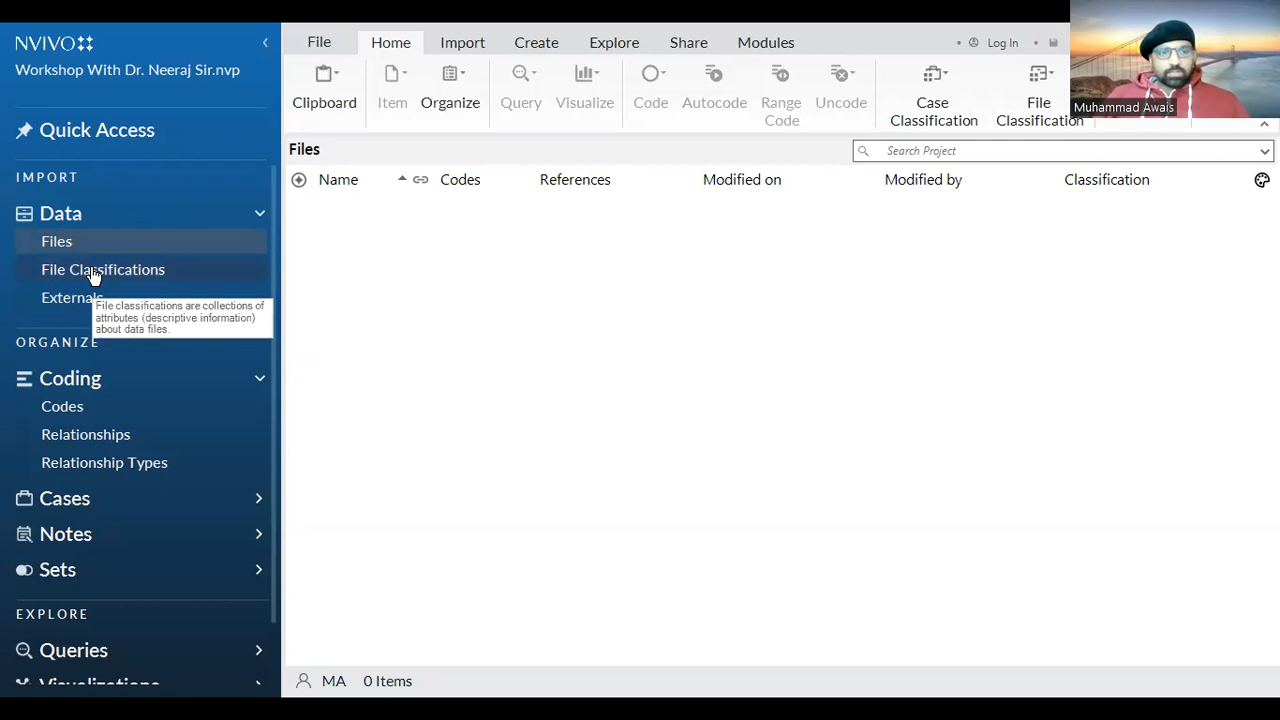 NVIVO
Workshop With Dr. Neeraj Sir.nvp
Quick Access
IMPORT
Data
Files
File Classifications
Externals
File classifications are collections of
attributes (descriptive information)
about data files.
ORGANIZE
Coding
Codes
Relationships
Relationship Types
Cases
Notes
Sets
EXPLORE
Queries
Visualizations
File Home Import Create Explore Share Modules Log In
Clipboard Item Organize Query Visualize Code Autocode Range Code Uncode Case Classification File Classification
Muhammad Awais
Files
Search Project
Name Codes References Modified on Modified by Classification
MA 0 Items